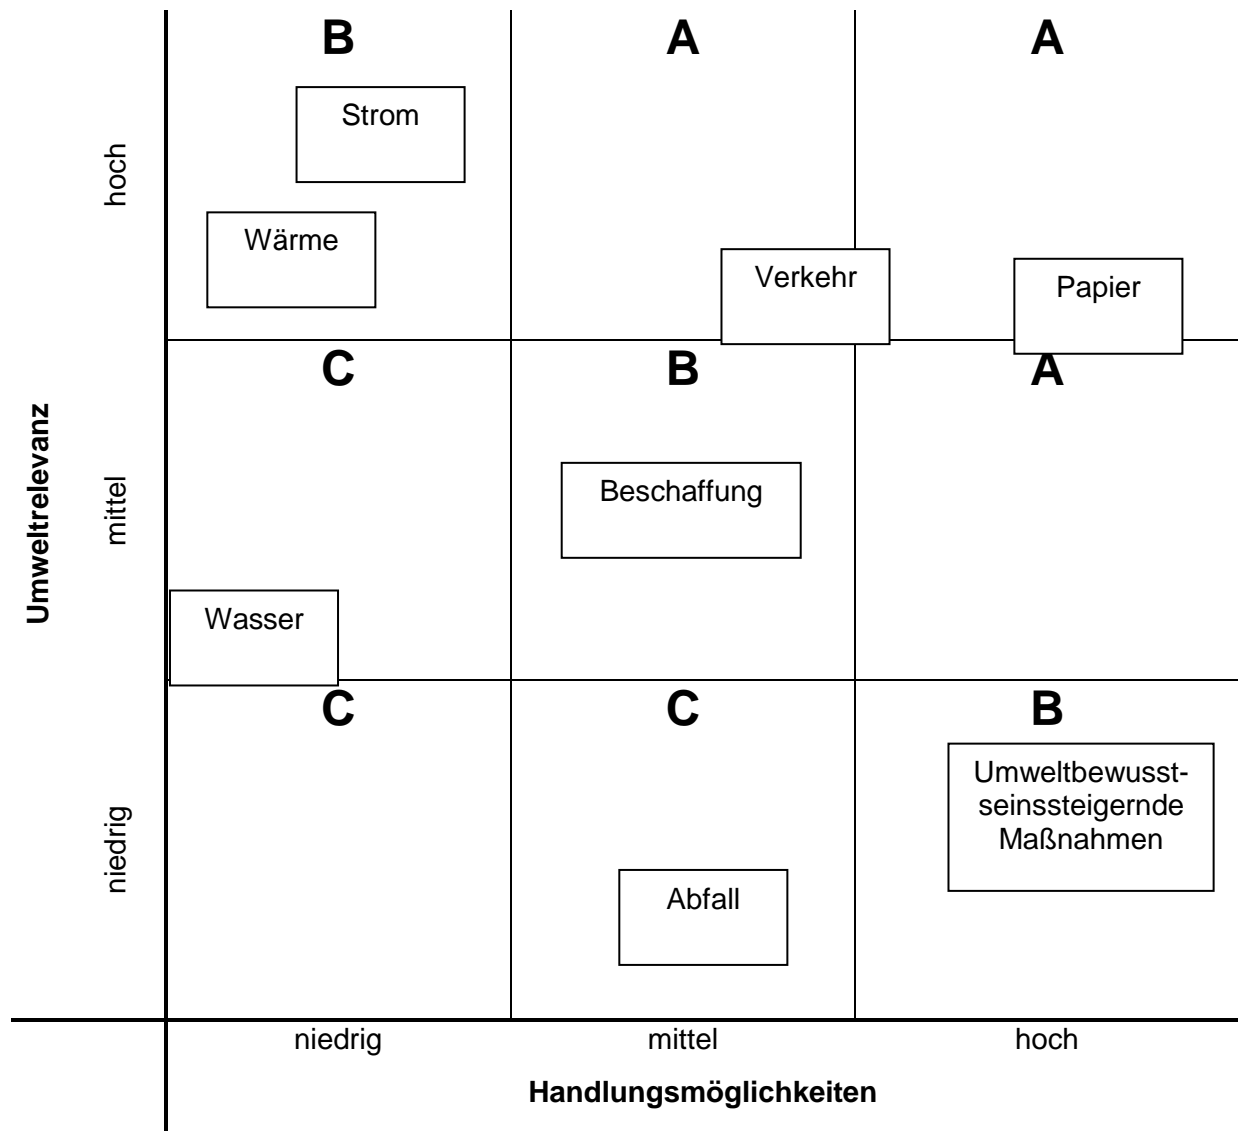 B
A
A
Strom
hoch
Wärme
Verkehr
Papier
C
B
A
Umweltrelevanz
mittel
Beschaffung
Wasser
C
C
B
niedrig
Umweltbewusst-
seinssteigernde
Maßnahmen
Abfall
niedrig
mittel
hoch
Handlungsmöglichkeiten